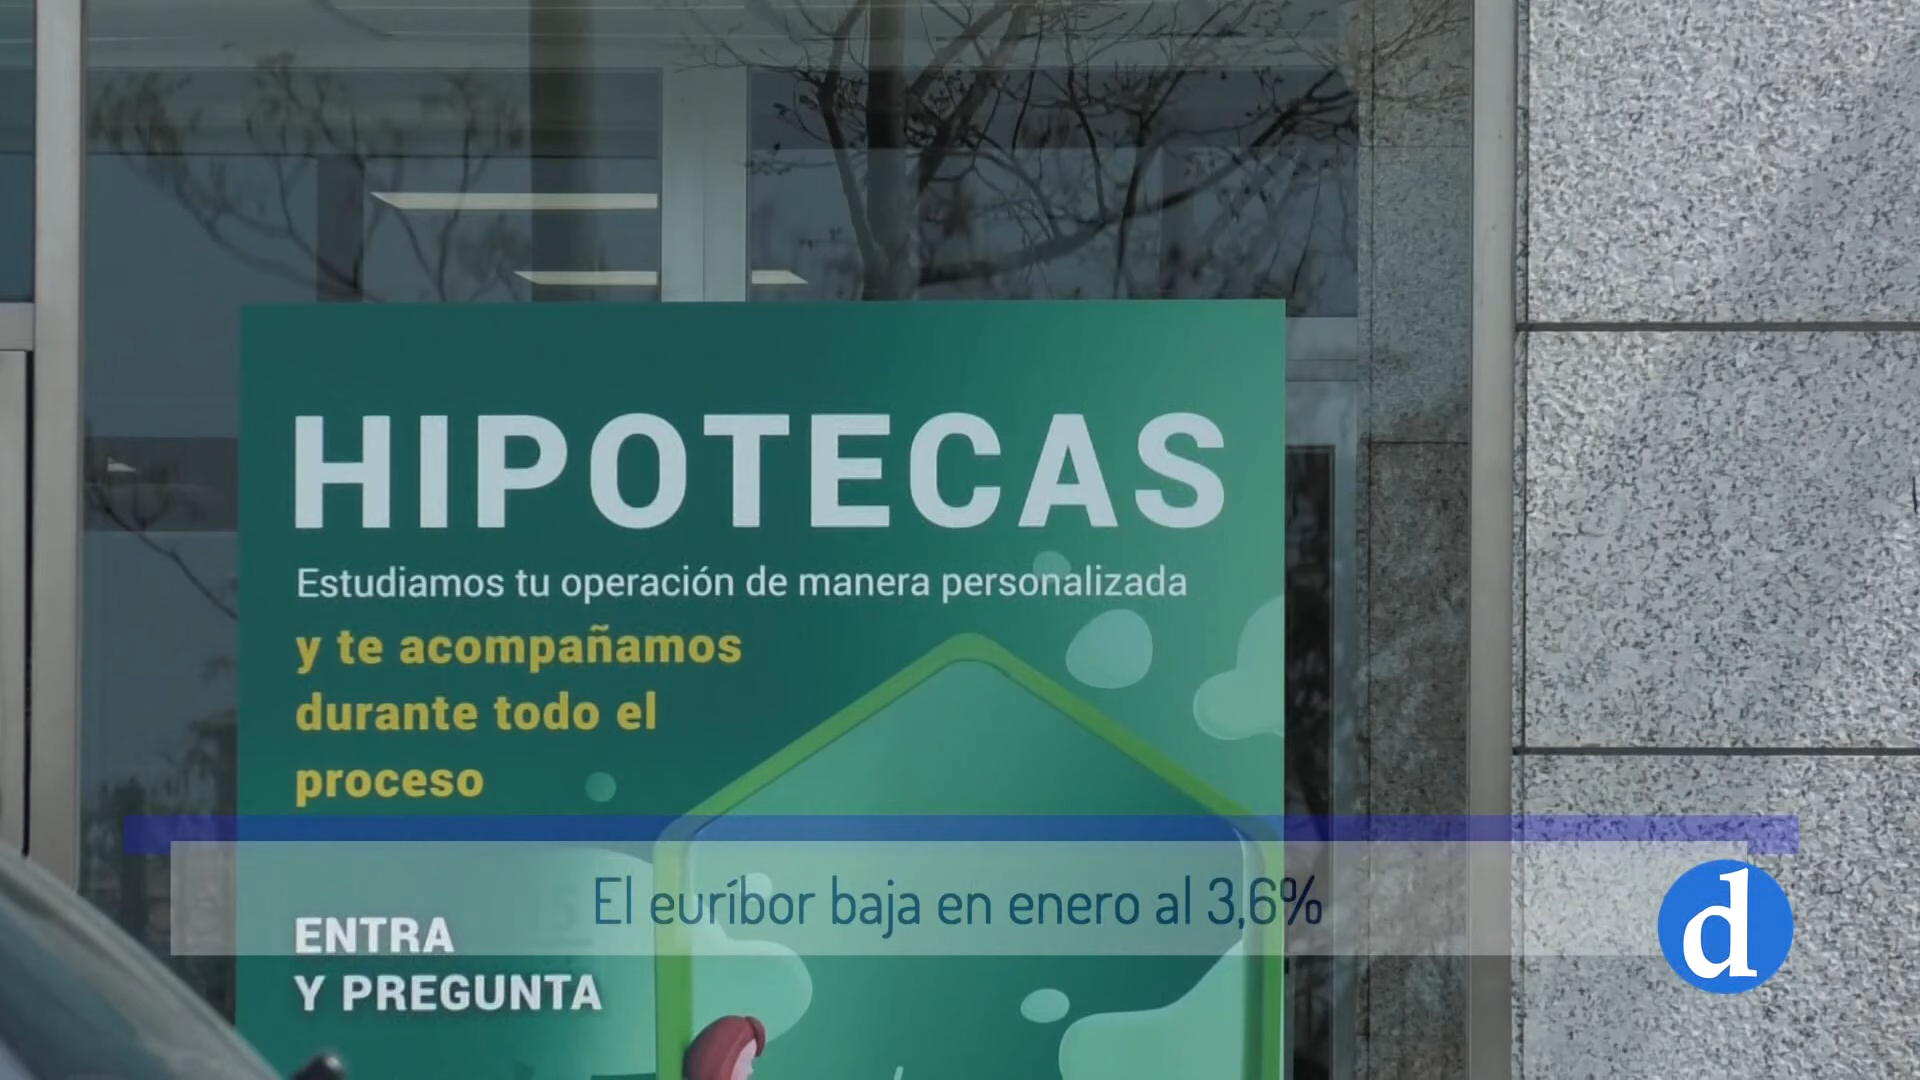 HIPOTECAS
Estudiamos tu operación de manera personalizada
y te acompañamos
durante todo el
proceso
El euríbor baja en enero al 3,6%
ENTRA
Y PREGUNTA
d